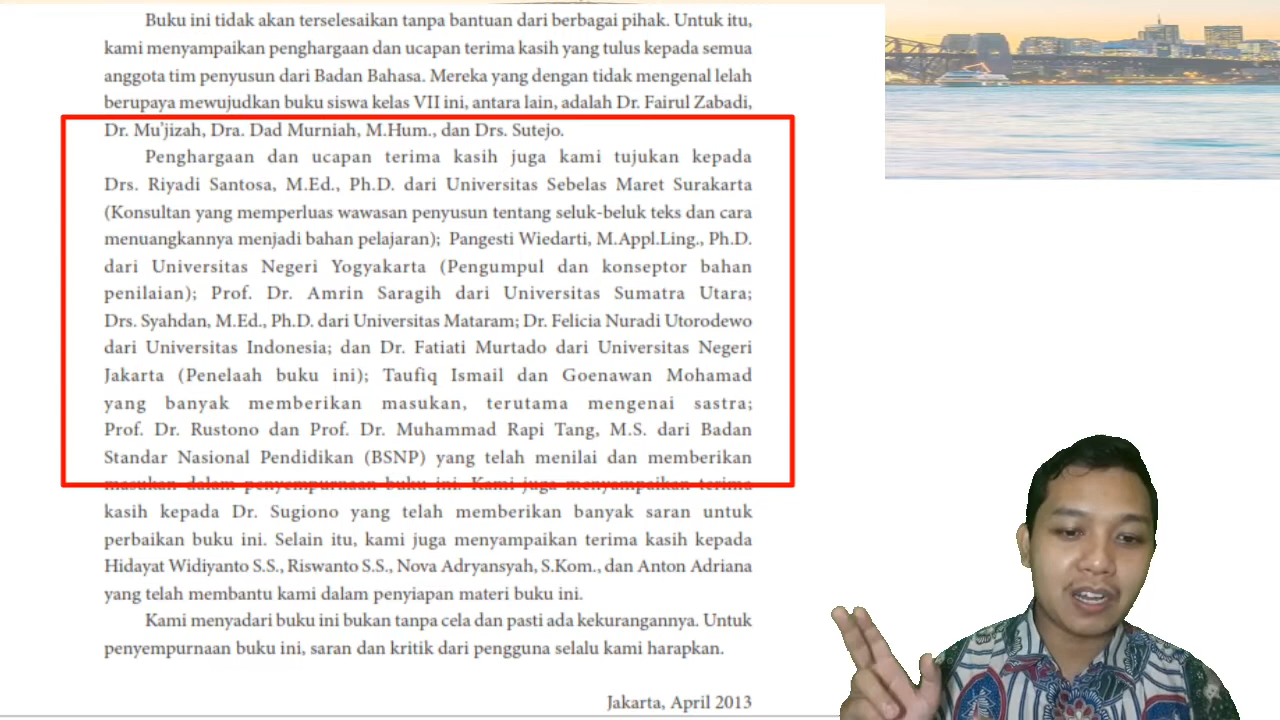 Buku ini tidak akan terselesaikan tanpa bantuan dari berbagai pihak. Untuk itu,
kami menyampaikan penghargaan dan ucapan terima kasih yang tulus kepada semua
anggota tim penyusun dari Badan Bahasa. Mereka yang dengan tidak mengenal lelah
berupaya mewujudkan buku siswa kelas VII ini, antara lain, adalah Dr. Fairul Zabadi,
Dr. Mu’jizah, Dra. Dad Murniah, M.Hum., dan Drs. Sutejo.
Penghargaan dan ucapan terima kasih juga kami tujukan kepada
Drs. Riyadi Santosa, M.Ed., Ph.D. dari Universitas Sebelas Maret Surakarta
(Konsultan yang memperluas wawasan penyusun tentang seluk-beluk teks dan cara
menuangkannya menjadi bahan pelajaran); Pangesti Wiedarti, M.Appl.Ling., Ph.D.
dari Universitas Negeri Yogyakarta (Pengumpul dan konseptor bahan
penilaian); Prof. Dr. Amrin Saragih dari Universitas Sumatra Utara;
Drs. Syahdan, M.Ed., Ph.D. dari Universitas Mataram; Dr. Felicia Nuradi Utorodewo
dari Universitas Indonesia; dan Dr. Fatiati Murtado dari Universitas Negeri
Jakarta (Penelaah buku ini); Taufiq Ismail dan Goenawan Mohamad
yang banyak memberikan masukan, terutama mengenai sastra;
Prof. Dr. Rustono dan Prof. Dr. Muhammad Rapi Tang, M.S. dari Badan
Standar Nasional Pendidikan (BSNP) yang telah menilai dan memberikan
masukan dalam penyempurnaan buku ini. Kami juga menyampaikan terima
kasih kepada Dr. Sugiono yang telah memberikan banyak saran untuk
perbaikan buku ini. Selain itu, kami juga menyampaikan terima kasih kepada
Hidayat Widiyanto S.S., Riswanto S.S., Nova Adryansyah, S.Kom., dan Anton Adriana
yang telah membantu kami dalam penyiapan materi buku ini.
Kami menyadari buku ini bukan tanpa cela dan pasti ada kekurangannya. Untuk
penyempurnaan buku ini, saran dan kritik dari pengguna selalu kami harapkan.
Jakarta, April 2013